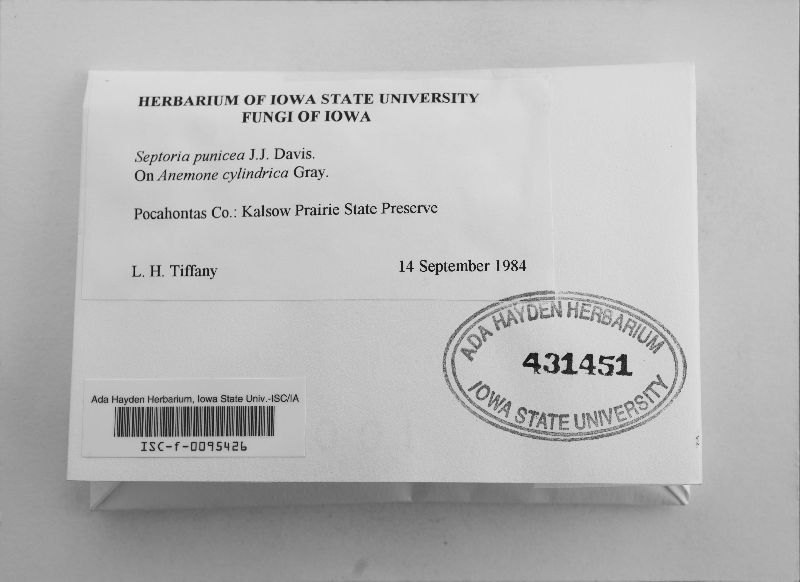 HERBARIUM OF IOWA STATE UNIVERSITY
FUNGI OF IOWA
Septoria punicea J.J. Davis.
On Anemone cylindrica Gray.
Pocahontas Co.: Kalsow Prairie State Preserve
L. H. Tiffany 14 September 1984
ADA HAYDEN HERBARIUM
431451
IOWA STATE UNIVERSITY
Ada Hayden Herbarium, Iowa State Univ.-ISC/IA
ISC-f-0095426